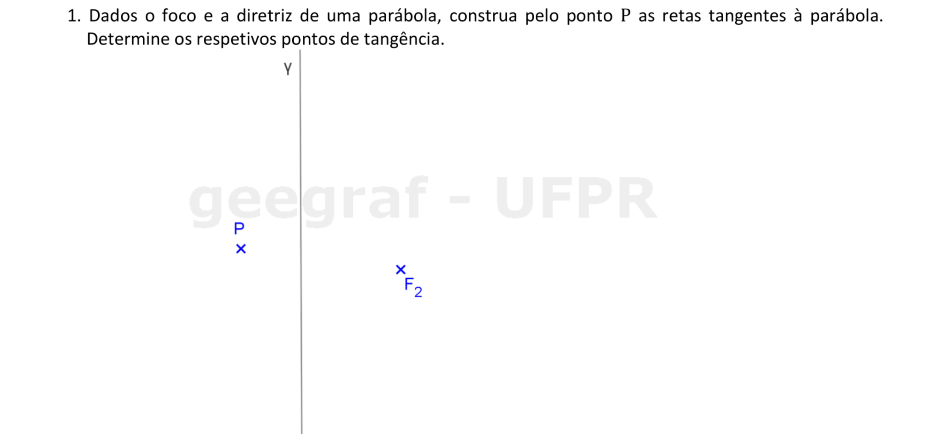 1. Dados o foco e a diretriz de uma parábola, construa pelo ponto P as retas tangentes à parábola.
Determine os respetivos pontos de tangência.
Y
geegraf - UFPR
P
F₂